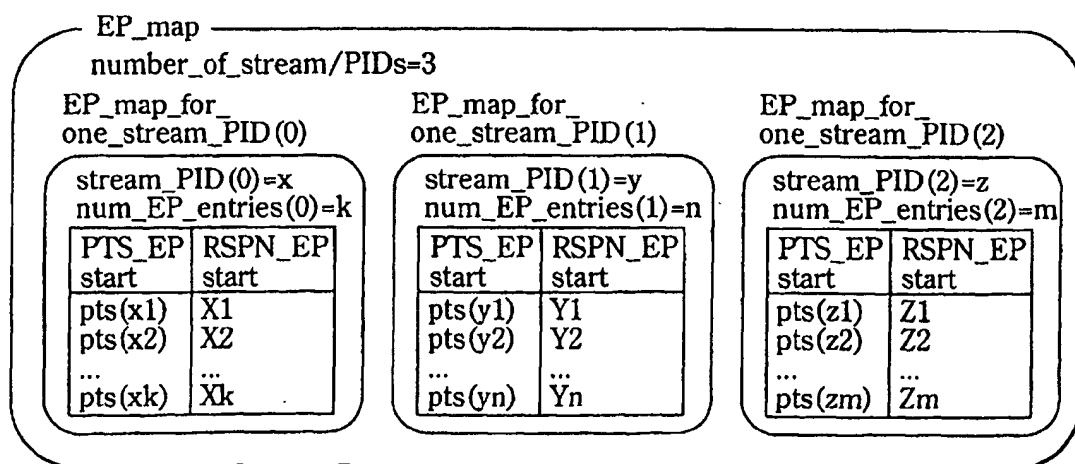 EP_map
number_of_stream/PIDs=3
EP_map_for_
one_stream_PID(0)
stream_PID(0)=x
num_EP_entries(0)=k
PTS_EP RSPN_EP
start start
pts(x1) X1
pts(x2) X2
... ...
pts(xk) Xk
EP_map_for_
one_stream_PID(1)
stream_PID(1)=y
num_EP_entries(1)=n
PTS_EP RSPN_EP
start start
pts(y1) Y1
pts(y2) Y2
... ...
pts(yn) Yn
EP_map_for_
one_stream_PID(2)
stream_PID(2)=z
num_EP_entries(2)=m
PTS_EP RSPN_EP
start start
pts(z1) Z1
pts(z2) Z2
... ...
pts(zm) Zm